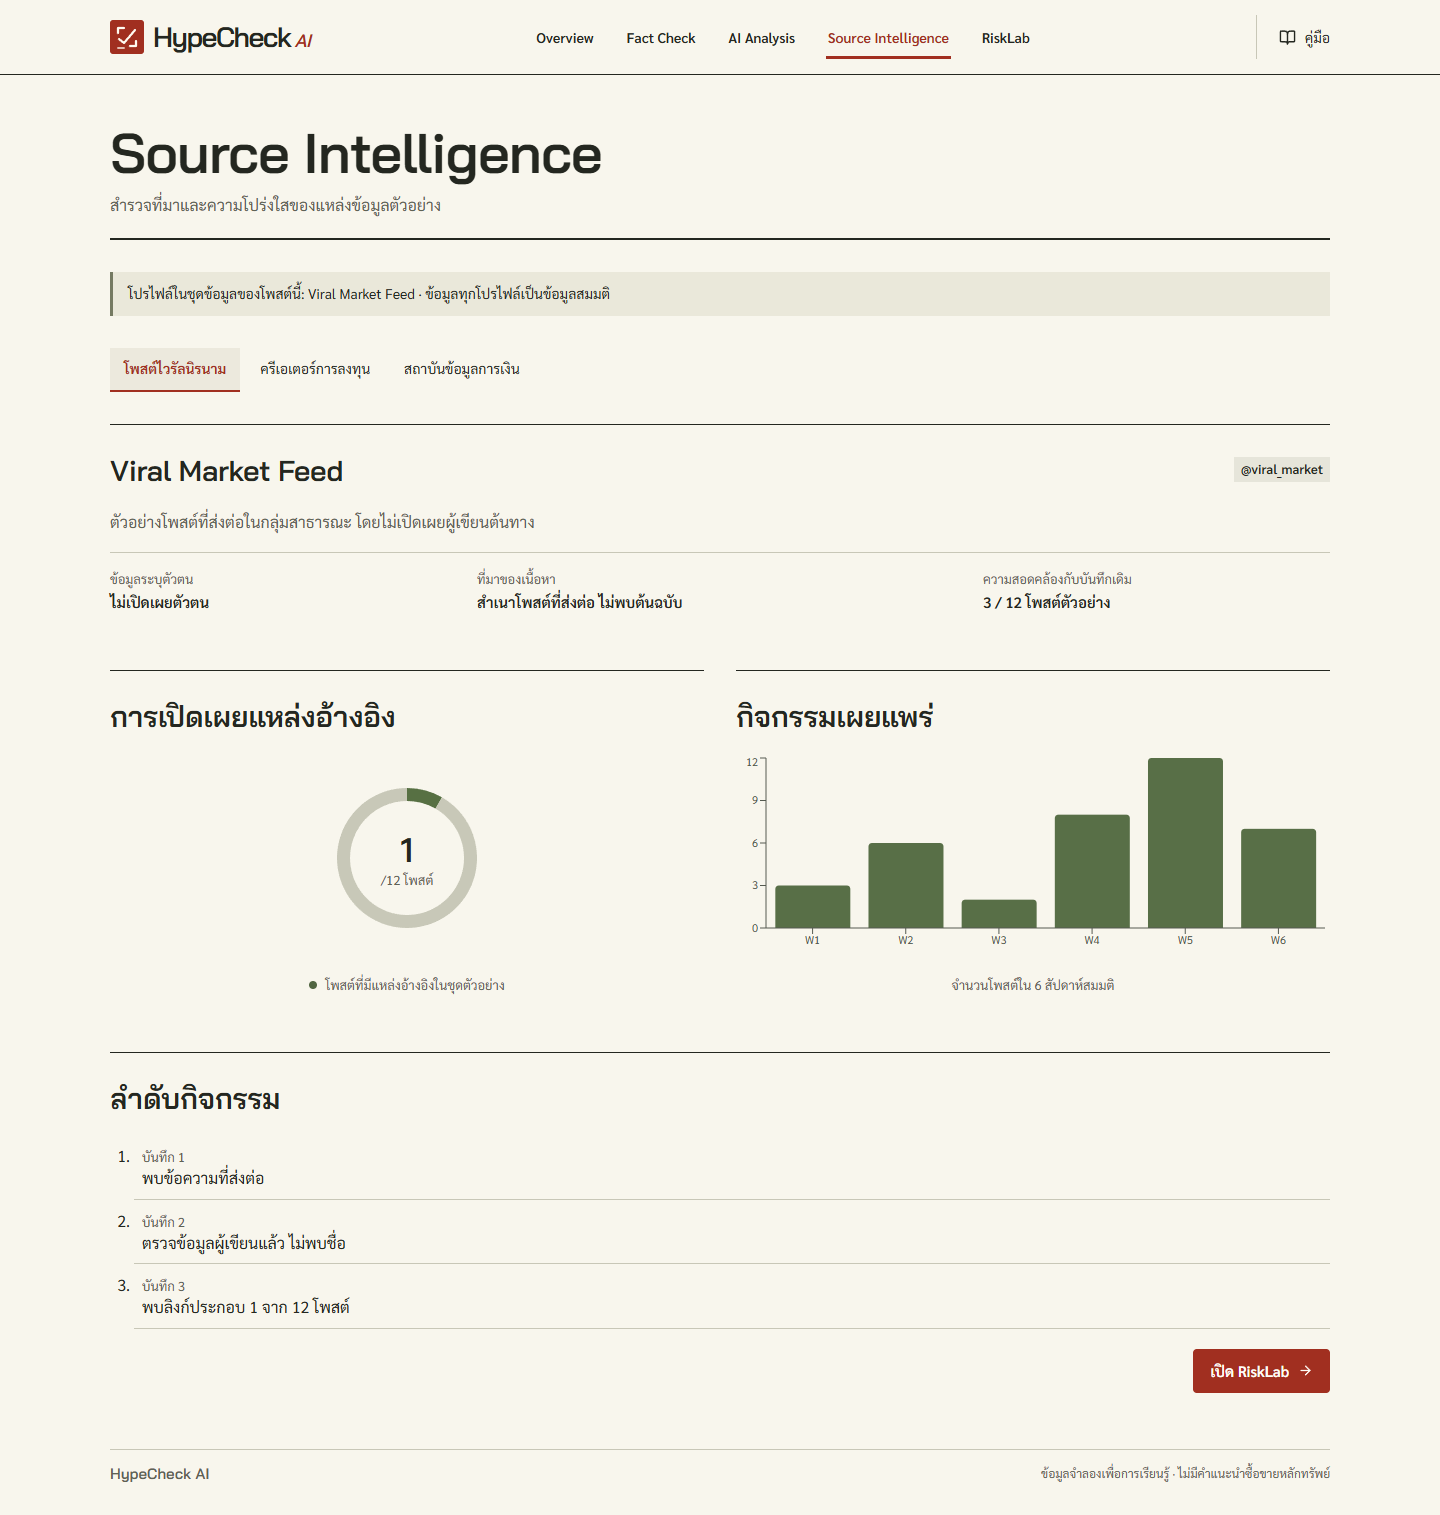 HypeCheck AI
Overview
Fact Check
AI Analysis
Source Intelligence
RiskLab
คู่มือ
Source Intelligence
สำรวจที่มาและความโปร่งใสของแหล่งข้อมูลตัวอย่าง
โปรไฟล์ในชุดข้อมูลของโพสต์นี้: Viral Market Feed · ข้อมูลทุกโปรไฟล์เป็นข้อมูลสมมติ
โพสต์ไวรัลนิรนาม
ครีเอเตอร์การลงทุน
สถาบันข้อมูลการเงิน
Viral Market Feed
@viral_market
ตัวอย่างโพสต์ที่ส่งต่อในกลุ่มสาธารณะ โดยไม่เปิดเผยผู้เขียนต้นทาง
ข้อมูลระบุตัวตน
ไม่เปิดเผยตัวตน
ที่มาของเนื้อหา
สำเนาโพสต์ที่ส่งต่อ ไม่พบต้นฉบับ
ความสอดคล้องกับบันทึกเดิม
3 / 12 โพสต์ตัวอย่าง
การเปิดเผยแหล่งอ้างอิง
1
/12 โพสต์
โพสต์ที่มีแหล่งอ้างอิงในชุดตัวอย่าง
กิจกรรมเผยแพร่
12
9
6
3
0
W1
W2
W3
W4
W5
W6
จำนวนโพสต์ใน 6 สัปดาห์สมมติ
ลำดับกิจกรรม
1. บันทึก 1
พบข้อความที่ส่งต่อ
2. บันทึก 2
ตรวจข้อมูลผู้เขียนแล้ว ไม่พบชื่อ
3. บันทึก 3
พบลิงก์ประกอบ 1 จาก 12 โพสต์
เปิด RiskLab
HypeCheck AI
ข้อมูลจำลองเพื่อการเรียนรู้ · ไม่มีคำแนะนำซื้อขายหลักทรัพย์